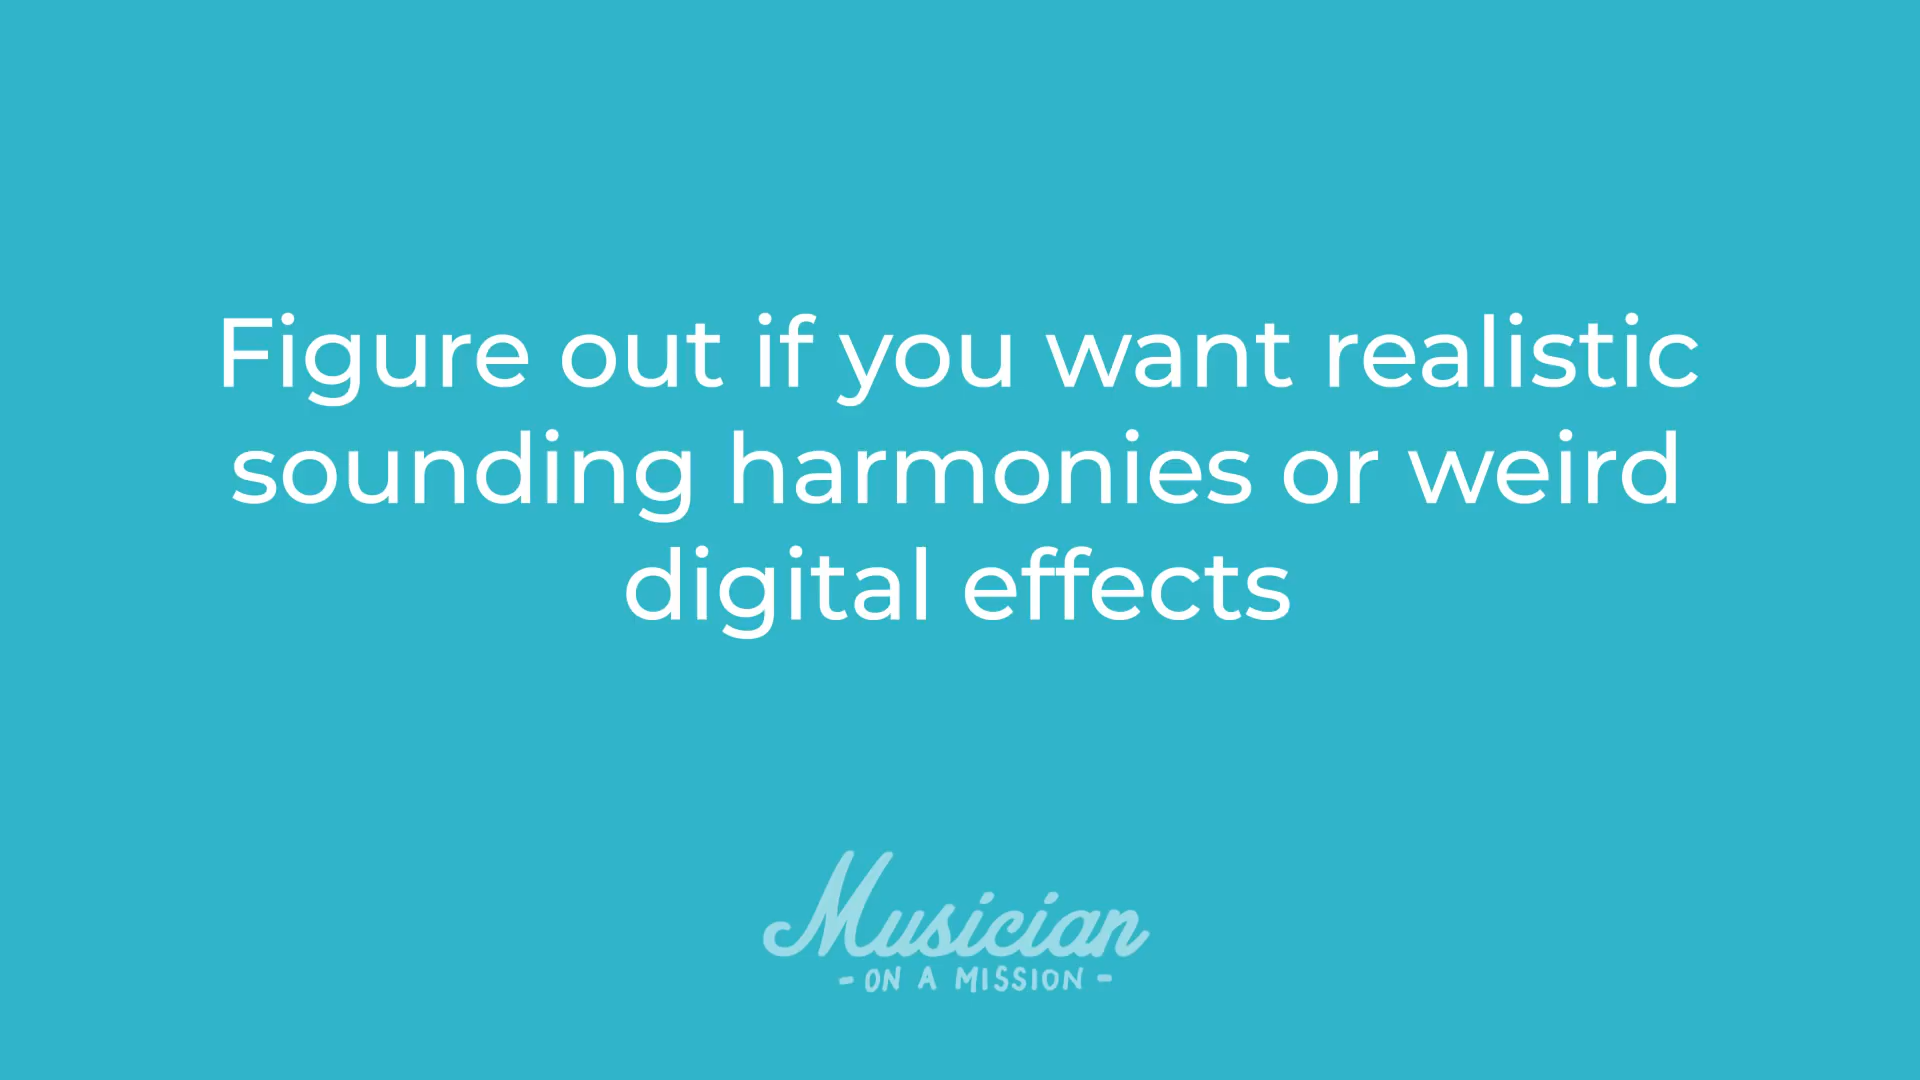 Figure out if you want realistic
sounding harmonies or weird
digital effects
Musician
- ON A MISSION -